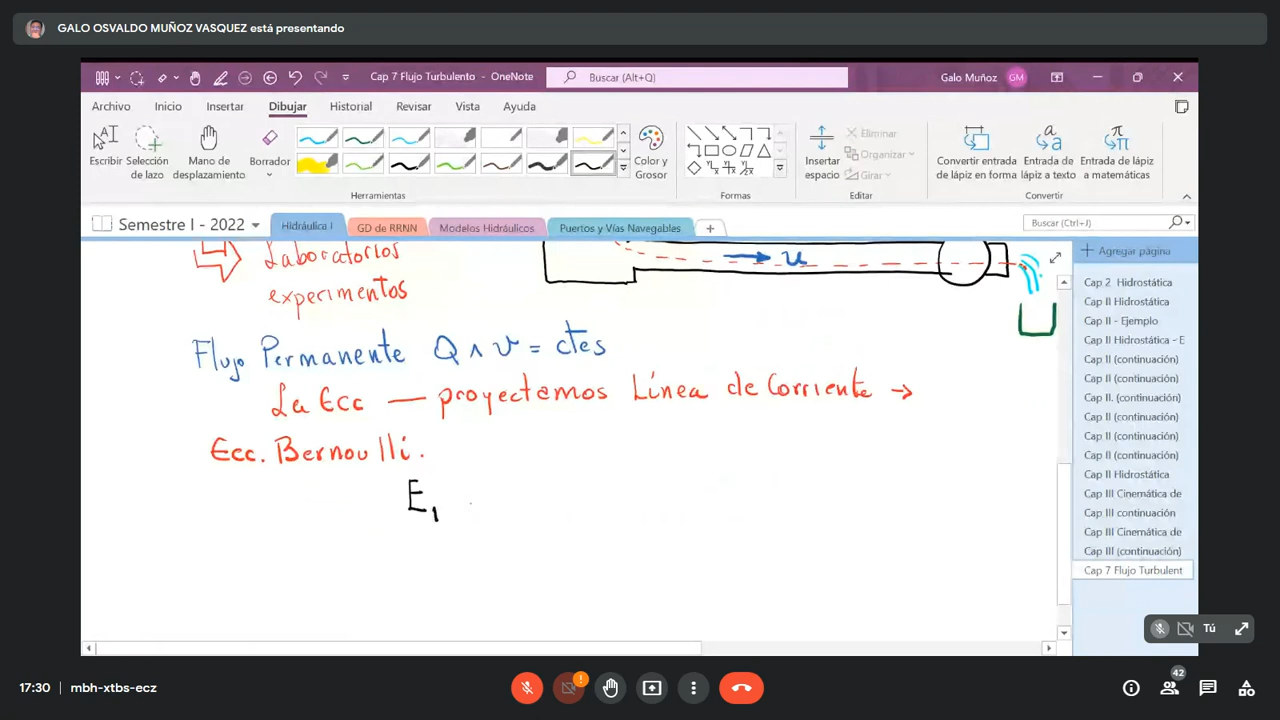 GALO OSVALDO MUÑOZ VASQUEZ está presentando
Cap 7 Flujo Turbulento - OneNote
Buscar (Alt+Q)
Galo Muñoz GM
Archivo Inicio Insertar Dibujar Historial Revisar Vista Ayuda
Escribir Selección de lazo Mano de desplazamiento Borrador
Color y Grosor
Insertar espacio
Eliminar
Organizar
Girar
Convertir entrada de lápiz en forma
Entrada de lápiz a texto
Entrada de lápiz a matemáticas
Herramientas Formas Editar Convertir
Semestre I - 2022 Hidráulica I GD de RRNN Modelos Hidráulicos Puertos y Vías Navegables
Buscar (Ctrl+J)
Laboratorios
experimentos
u
Flujo Permanente Q ∧ v = ctes
La Ecc — proyectamos Línea de Corriente →
Ecc. Bernoulli.
E₁
Agregar página
Cap 2 Hidrostática
Cap II Hidrostática
Cap II - Ejemplo
Cap II Hidrostática - E
Cap II (continuación)
Cap II (continuación)
Cap II. (continuación)
Cap II (continuación)
Cap II (continuación)
Cap II (continuación)
Cap II Hidrostática
Cap III Cinemática de
Cap III continuación
Cap III Cinemática de
Cap III (continuación)
Cap 7 Flujo Turbulent
Tú
17:30 mbh-xtbs-ecz
42